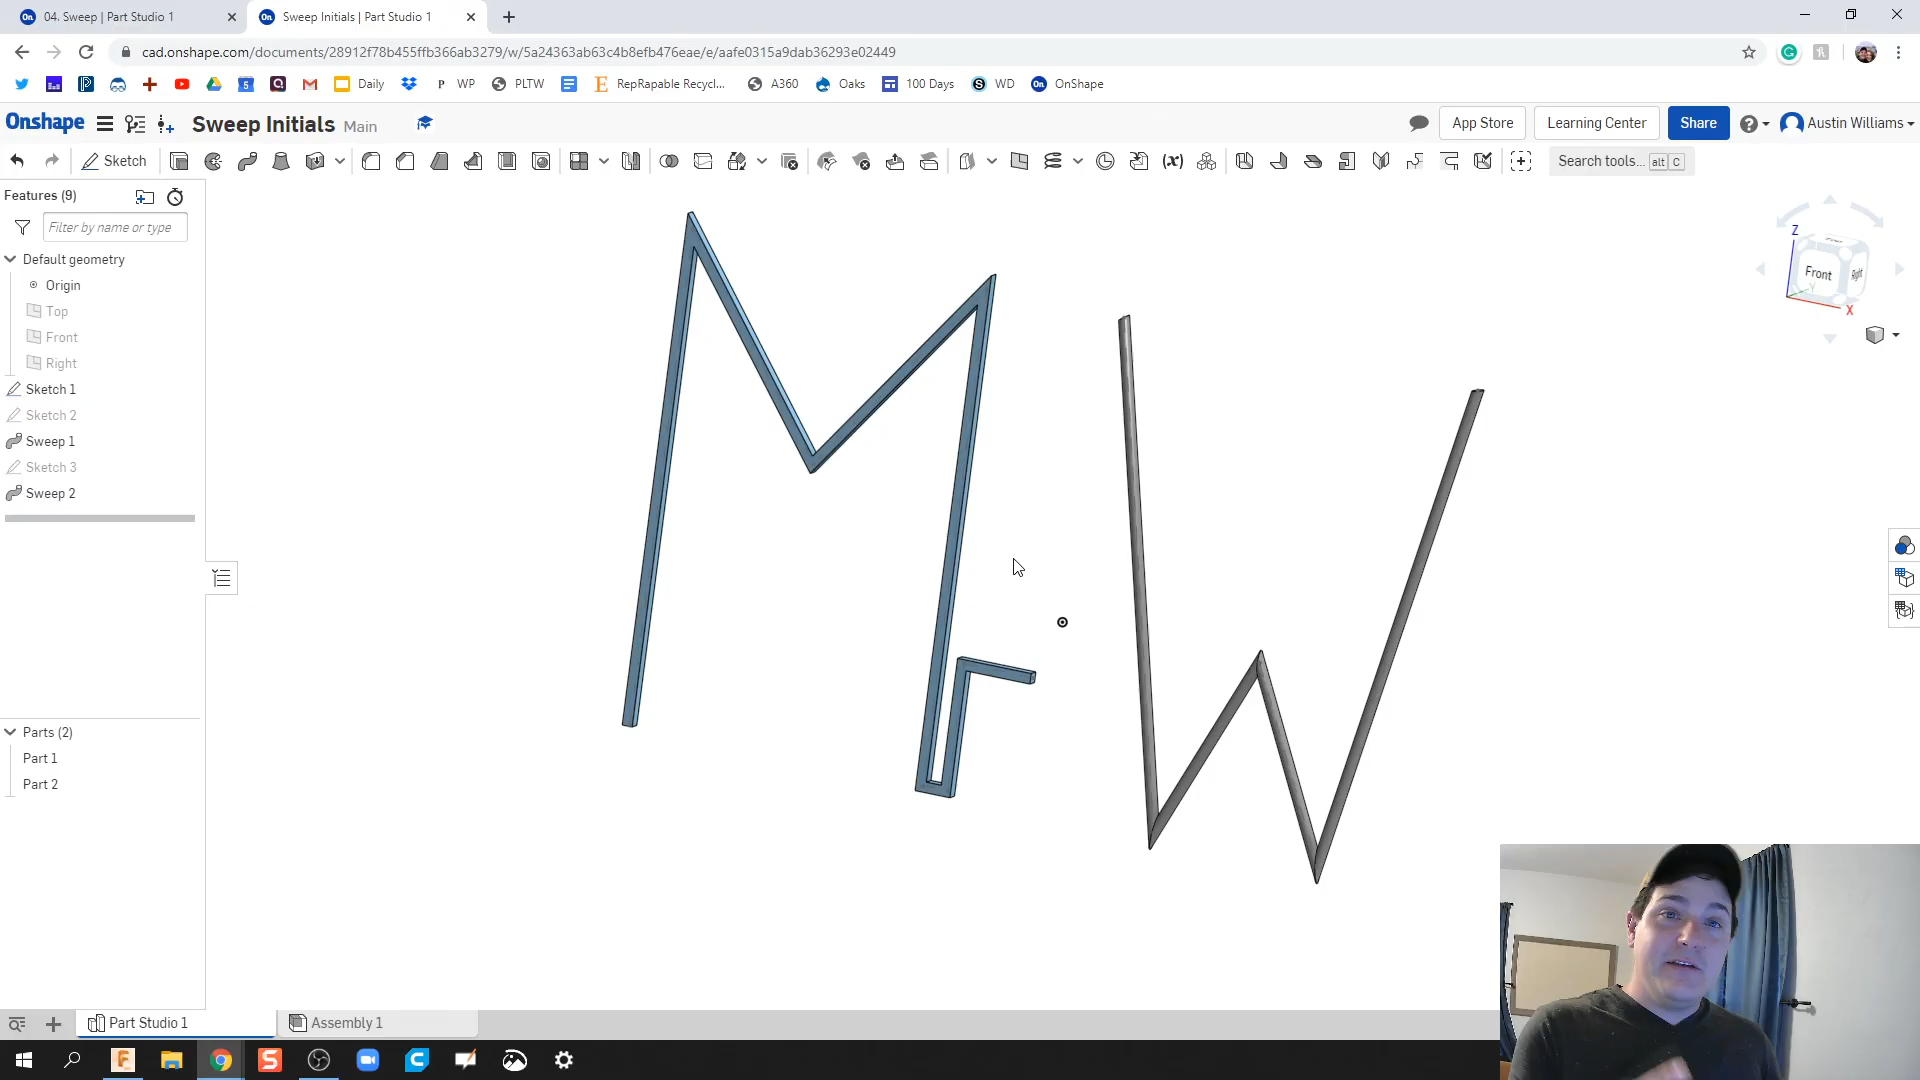 04. Sweep | Part Studio 1
Sweep Initials | Part Studio 1
cad.onshape.com/documents/28912f78b455ffb366ab3279/w/5a24363ab63c4b8efb476eae/e/aafe0315a9dab36293e02449
Daily
P WP
PLTW
RepRapable Recycl...
A360
Oaks
100 Days
WD
OnShape
Onshape
Sweep Initials Main
App Store
Learning Center
Share
Austin Williams
Sketch
Search tools... alt C
Features (9)
Filter by name or type
Default geometry
Origin
Top
Front
Right
Sketch 1
Sketch 2
Sweep 1
Sketch 3
Sweep 2
Parts (2)
Part 1
Part 2
Z
Front
Right
Y
X
Part Studio 1
Assembly 1